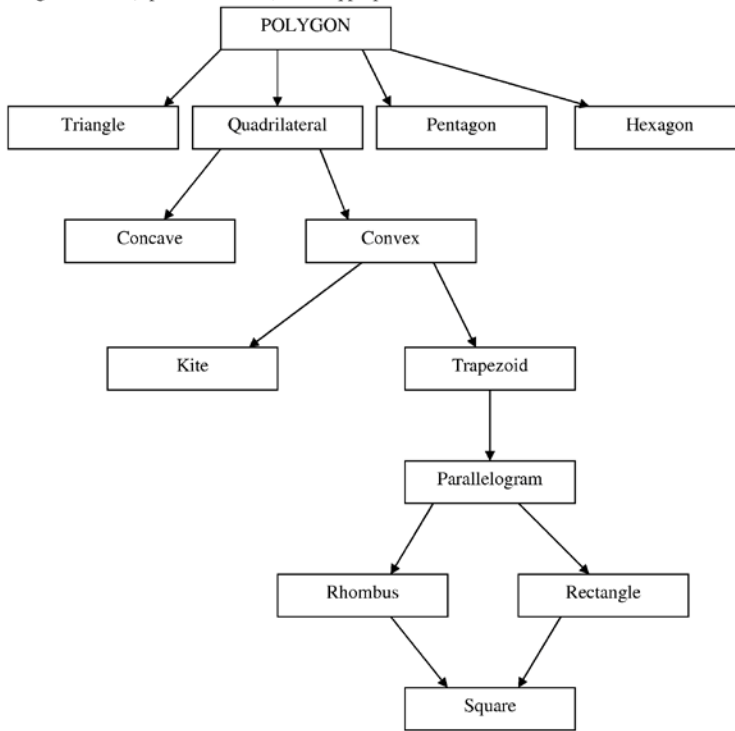 POLYGON
Triangle
Quadrilateral
Pentagon
Hexagon
Concave
Convex
Kite
Trapezoid
Parallelogram
Rhombus
Rectangle
Square